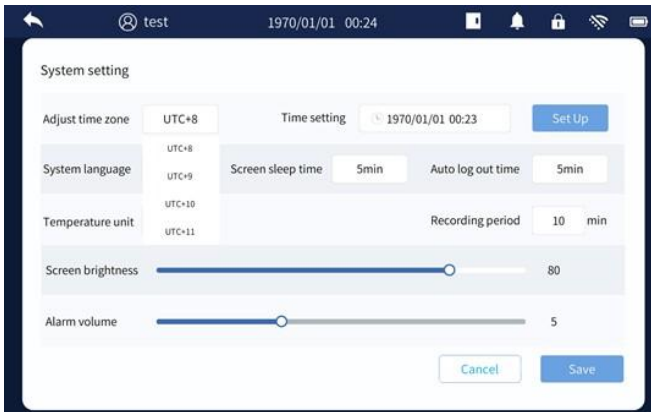 test 1970/01/01 00:24
System setting
Adjust time zone UTC+8 Time setting 1970/01/01 00:23 Set Up
UTC+8
System language UTC+9 Screen sleep time 5min Auto log out time 5min
UTC+10
Temperature unit UTC+11 Recording period 10 min
Screen brightness 80
Alarm volume 5
Cancel Save